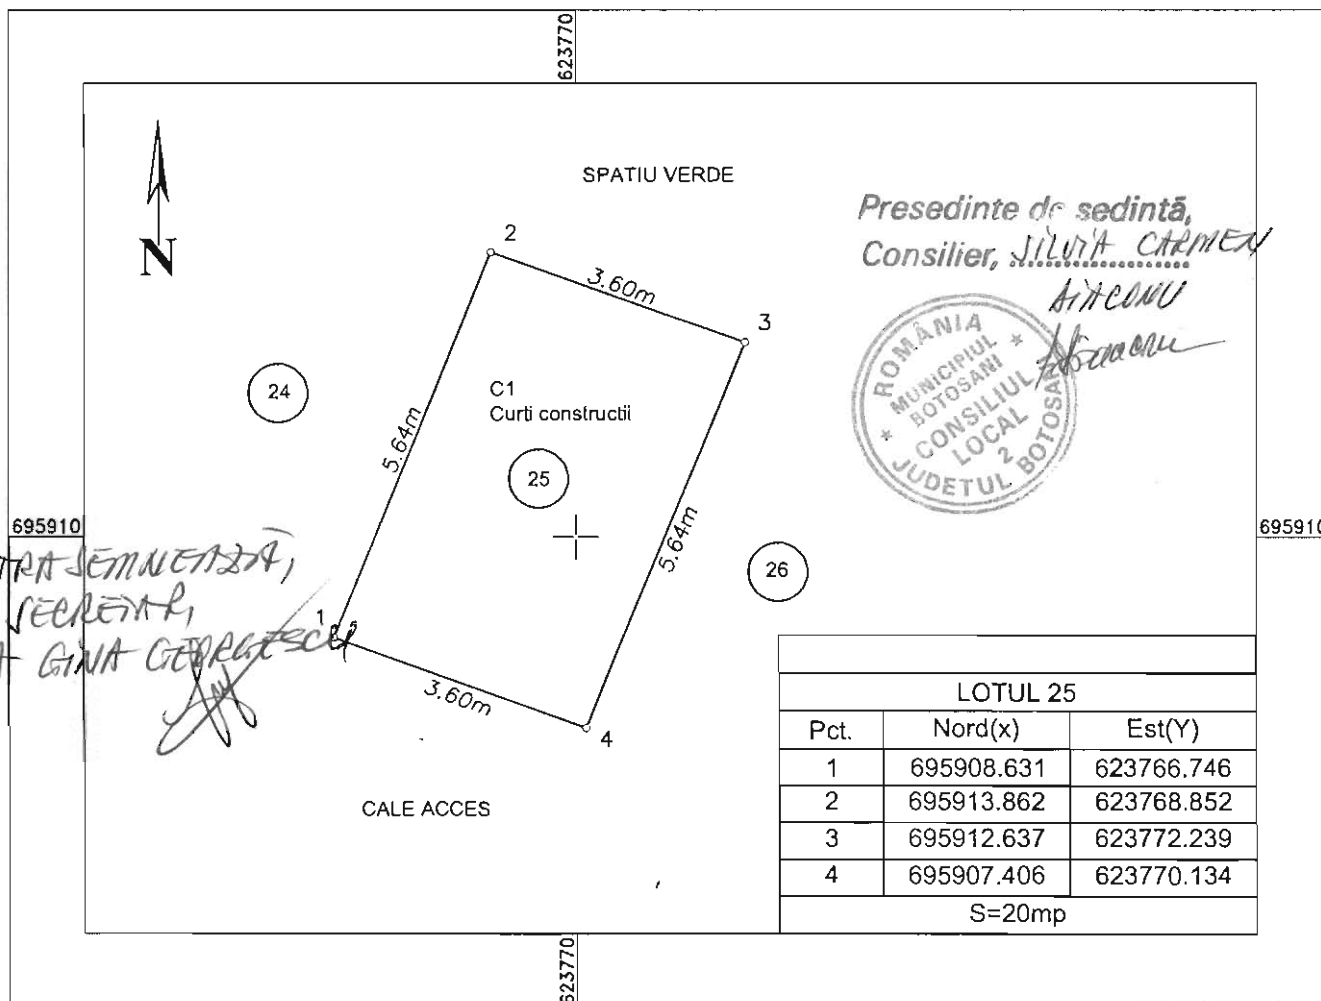 623770
SPATIU VERDE
N
Presedinte de sedintă,
Consilier, SILVIA CARMEN
2
3.60m
3
ROMÂNIA
MUNICIPIUL
BOTOSANI
CONSILIUL
LOCAL
2
JUDETUL BOTOSANI
24
C1
Curti constructii
5.64m
25
695910
695910
5.64m
26
TRASEMNEAZĂ,
SECRETAR,
GINA GEORGESCU
1
3.60m
4
CALE ACCES
LOTUL 25
Pct. Nord(x) Est(Y)
1 695908.631 623766.746
2 695913.862 623768.852
3 695912.637 623772.239
4 695907.406 623770.134
S=20mp
623770